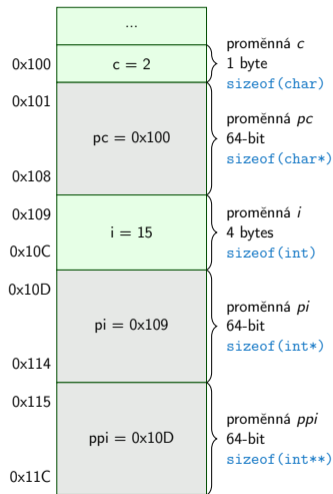 ...
0x100
c = 2
proměnná c
1 byte
sizeof(char)
0x101
pc = 0x100
0x108
proměnná pc
64-bit
sizeof(char*)
0x109
i = 15
0x10C
proměnná i
4 bytes
sizeof(int)
0x10D
pi = 0x109
0x114
proměnná pi
64-bit
sizeof(int*)
0x115
ppi = 0x10D
0x11C
proměnná ppi
64-bit
sizeof(int**)